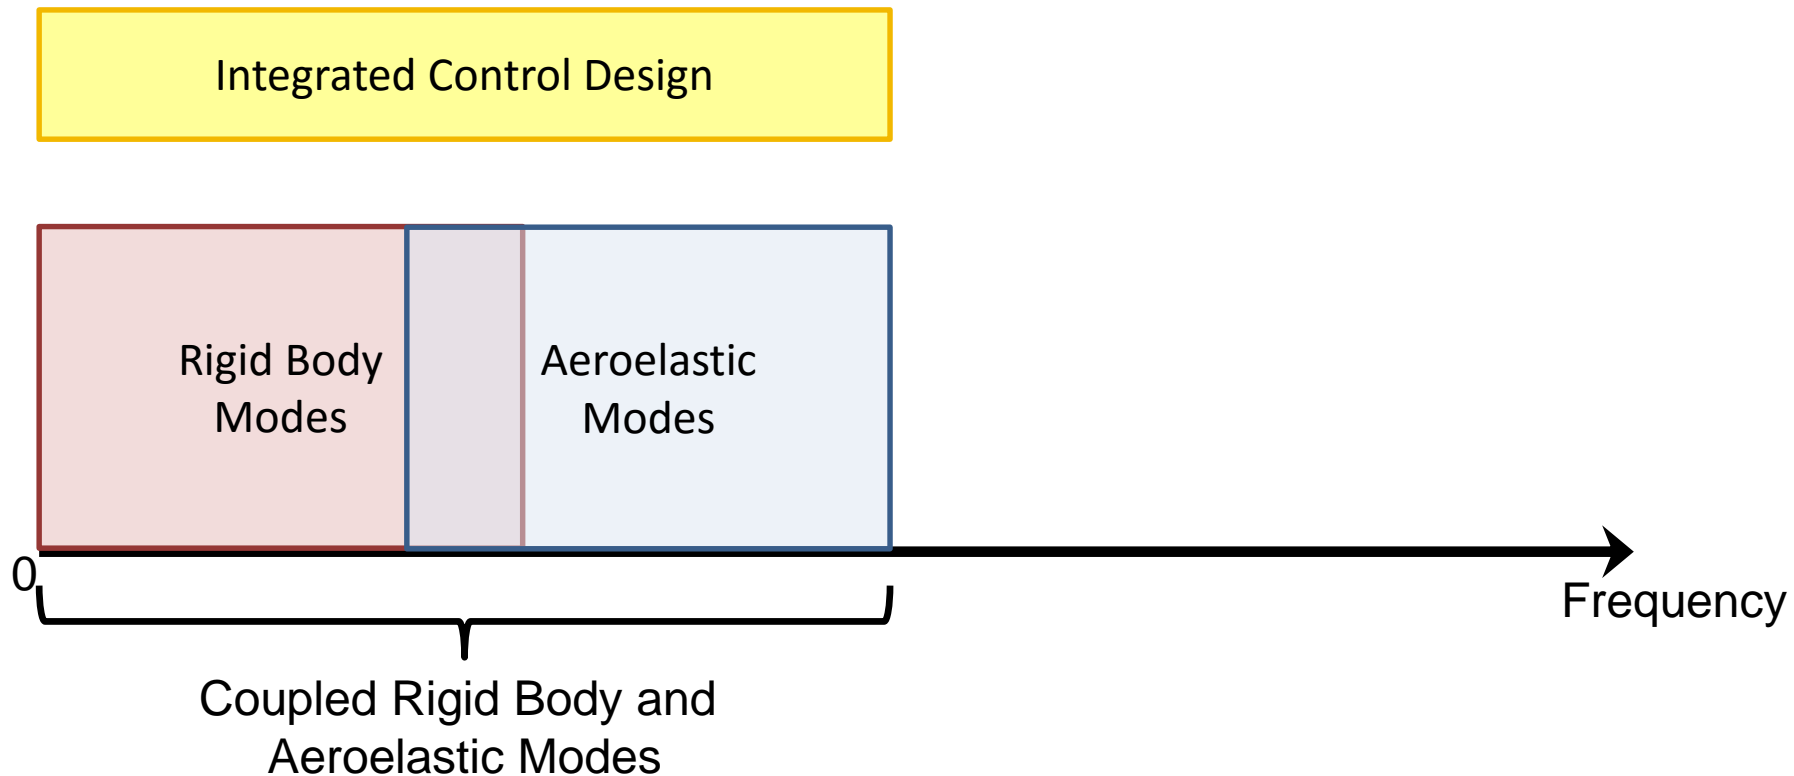 Integrated Control Design
Rigid Body
Modes
Aeroelastic
Modes
0
Frequency
Coupled Rigid Body and
Aeroelastic Modes